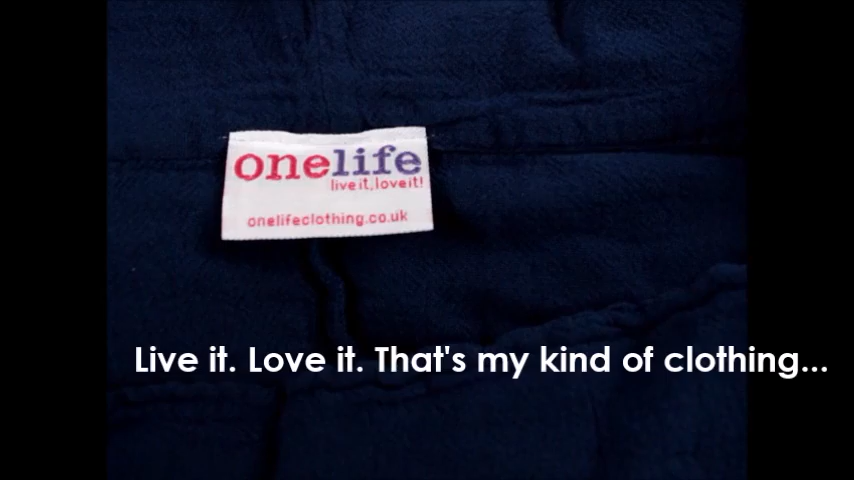 onelife
live it, love it!
onelifeclothing.co.uk
Live it. Love it. That's my kind of clothing...